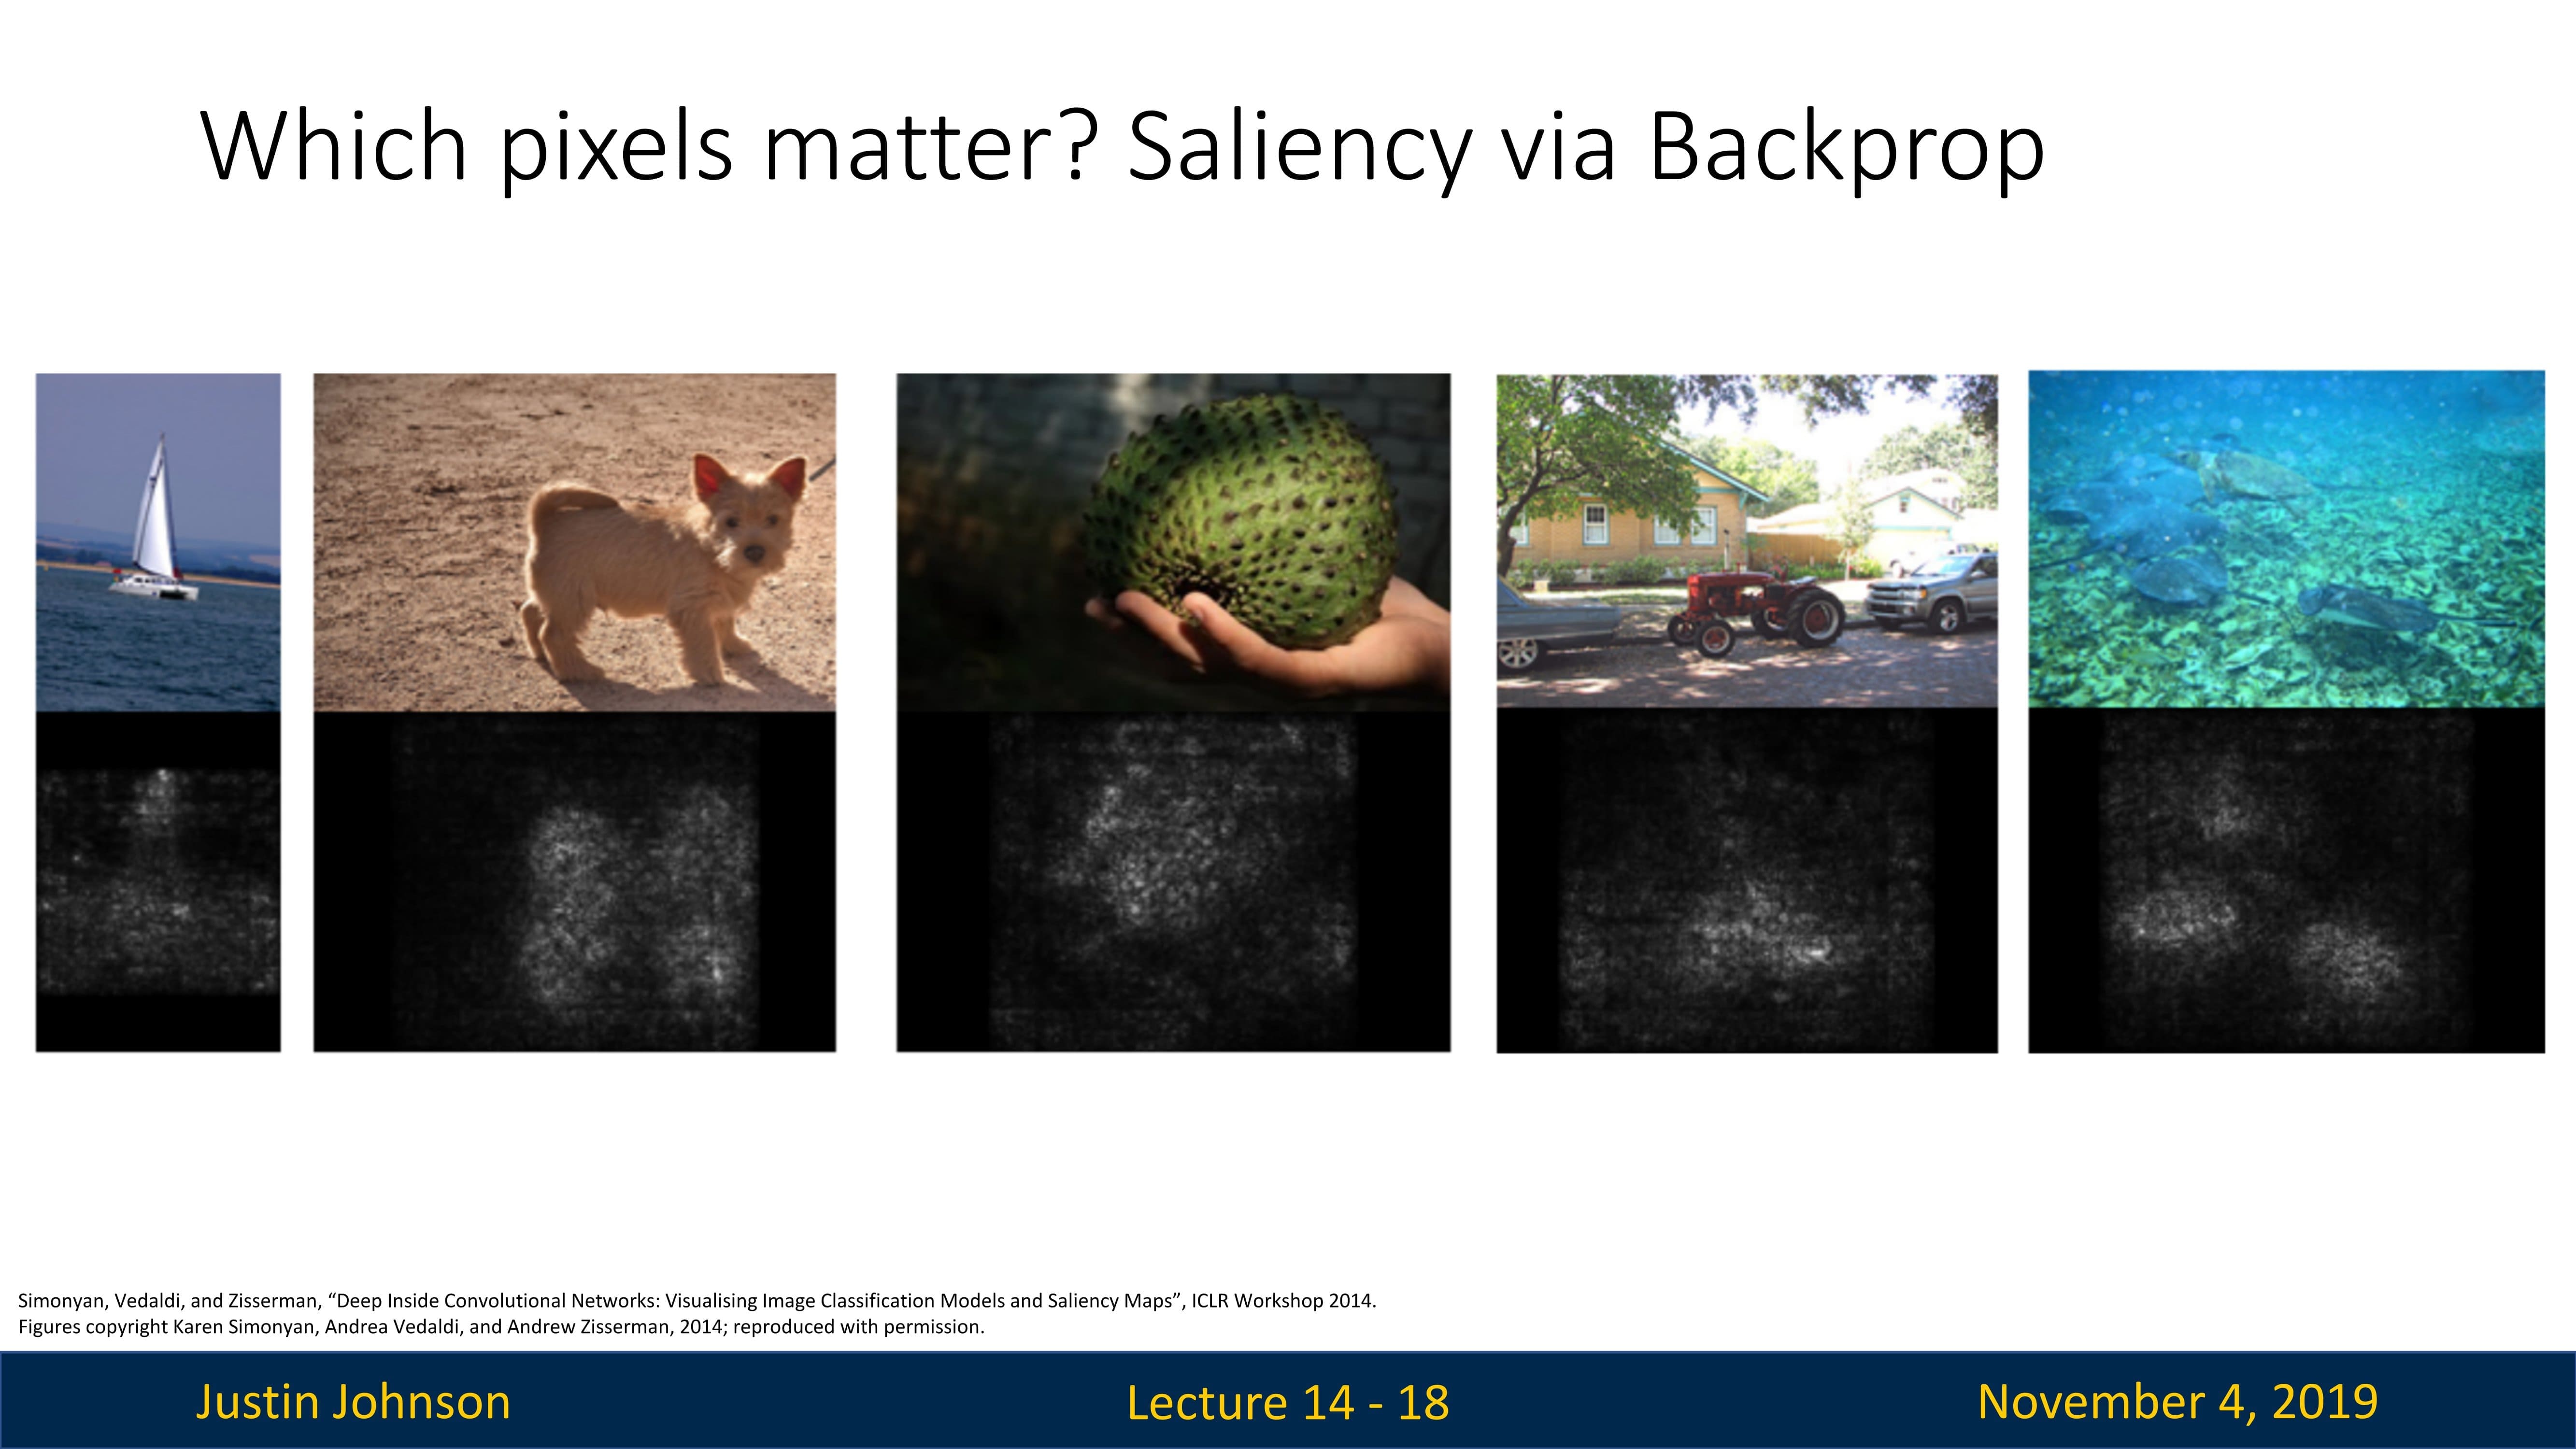 Which pixels matter? Saliency via Backprop
Simonyan, Vedaldi, and Zisserman, “Deep Inside Convolutional Networks: Visualising Image Classification Models and Saliency Maps”, ICLR Workshop 2014.
Figures copyright Karen Simonyan, Andrea Vedaldi, and Andrew Zisserman, 2014; reproduced with permission.
Justin Johnson
Lecture 14 - 18
November 4, 2019